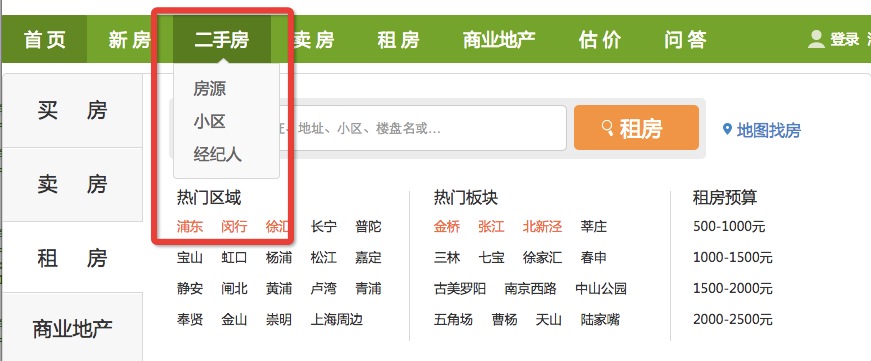 首 页 新 房 二手房 卖 房 租 房 商业地产 估 价 问 答 登录
房源
小区
经纪人
买 房
卖 房
租 房
商业地产
地址、小区、楼盘名或... 租房 地图找房
热门区域
浦东 闵行 徐汇 长宁 普陀
宝山 虹口 杨浦 松江 嘉定
静安 闸北 黄浦 卢湾 青浦
奉贤 金山 崇明 上海周边
热门板块
金桥 张江 北新泾 莘庄
三林 七宝 徐家汇 春申
古美罗阳 南京西路 中山公园
五角场 曹杨 天山 陆家嘴
租房预算
500-1000元
1000-1500元
1500-2000元
2000-2500元